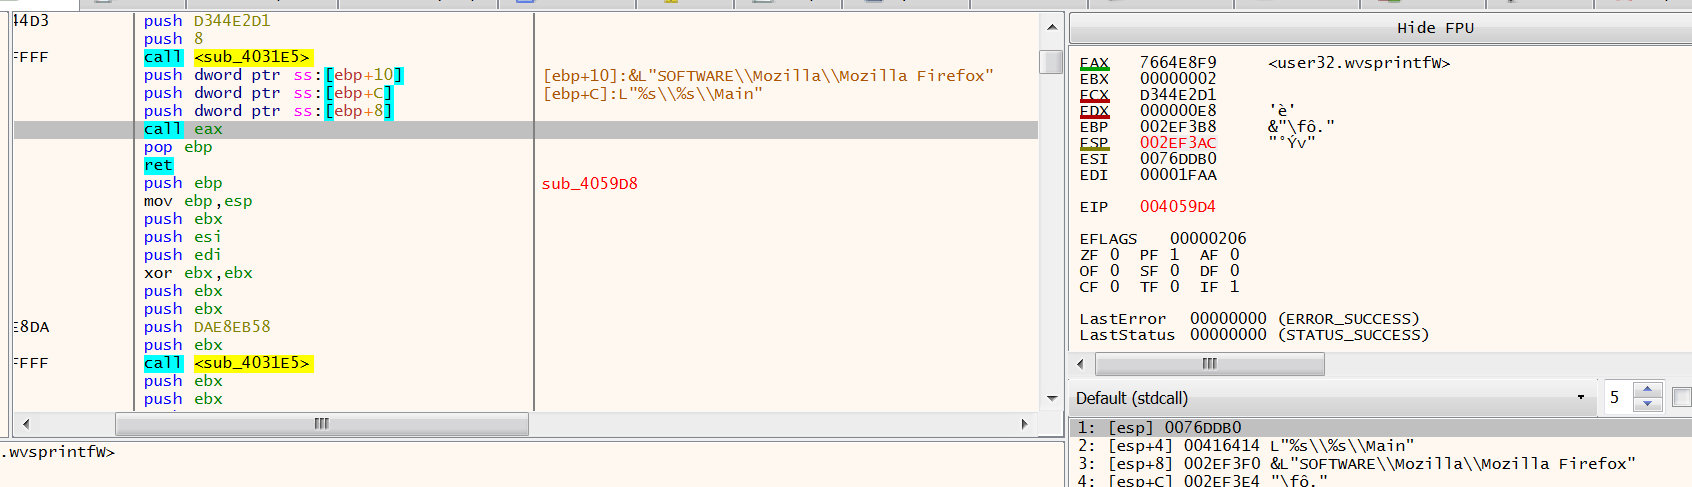 44D3 push D344E2D1
push 8
FFFF call <sub_4031E5>
push dword ptr ss:[ebp+10] [ebp+10]:&L"SOFTWARE\\Mozilla\\Mozilla Firefox"
push dword ptr ss:[ebp+C] [ebp+C]:L"%s\\%s\\Main"
push dword ptr ss:[ebp+8]
call eax
pop ebp
ret
push ebp sub_4059D8
mov ebp,esp
push ebx
push esi
push edi
xor ebx,ebx
push ebx
push ebx
E8DA push DAE8EB58
push ebx
FFFF call <sub_4031E5>
push ebx
push ebx
.wvsprintfW>
Hide FPU
EAX 7664E8F9 <user32.wvsprintfW>
EBX 00000002
ECX D344E2D1
EDX 000000E8 'è'
EBP 002EF3B8 &"\fô."
ESP 002EF3AC "°Ýv"
ESI 0076DDB0
EDI 00001FAA
EIP 004059D4
EFLAGS 00000206
ZF 0 PF 1 AF 0
OF 0 SF 0 DF 0
CF 0 TF 0 IF 1
LastError 00000000 (ERROR_SUCCESS)
LastStatus 00000000 (STATUS_SUCCESS)
Default (stdcall) 5
1: [esp] 0076DDB0
2: [esp+4] 00416414 L"%s\\%s\\Main"
3: [esp+8] 002EF3F0 &L"SOFTWARE\\Mozilla\\Mozilla Firefox"
4: [esp+C] 002EF3E4 "\fô."